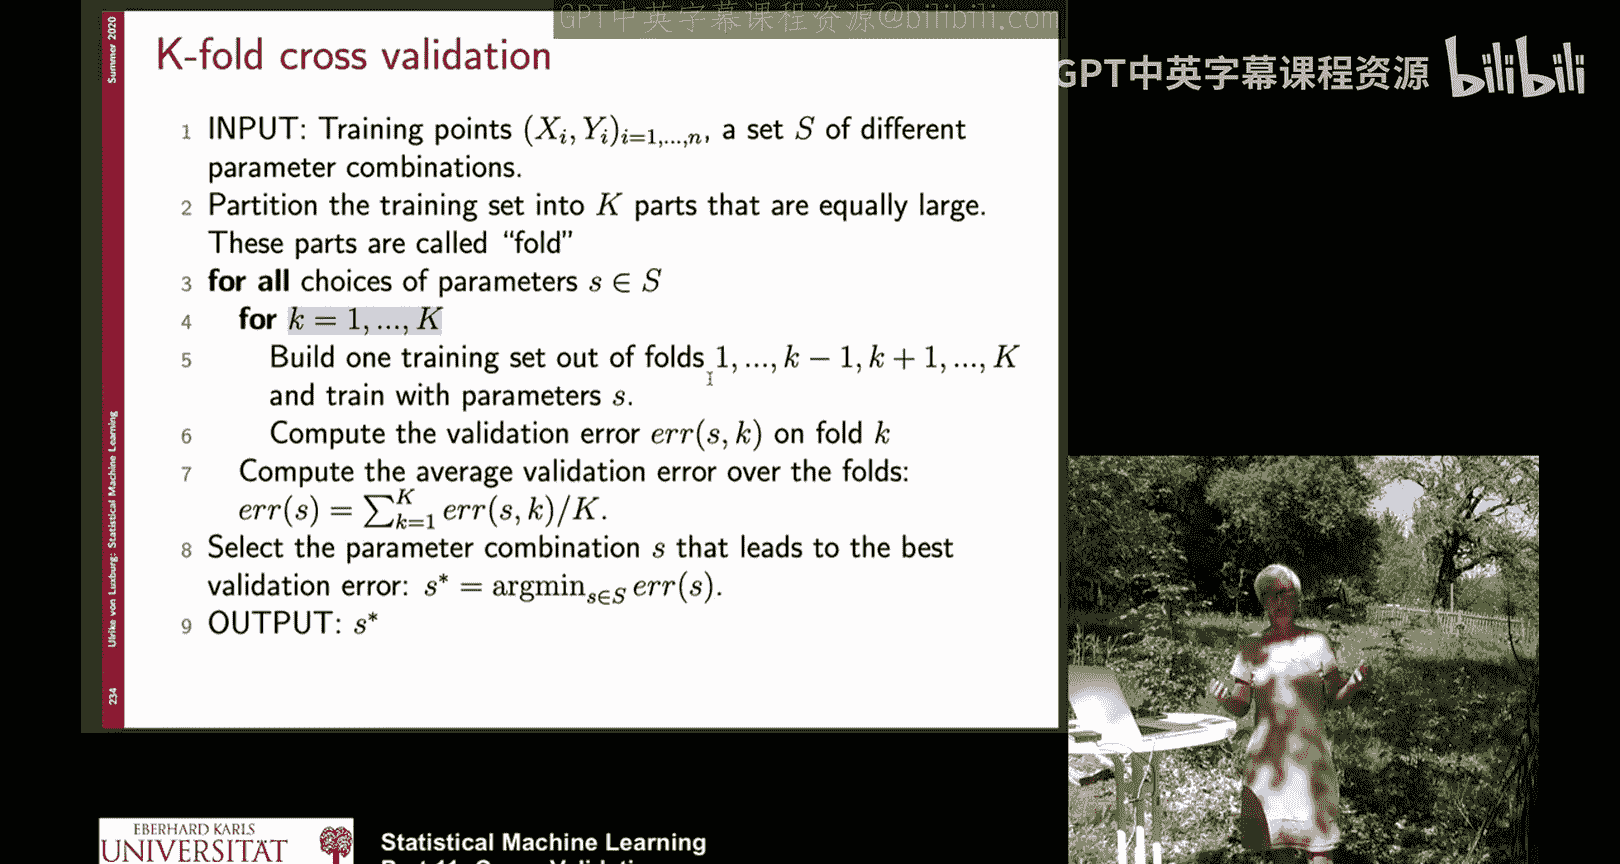 GPT中英字幕课程资源@bilibili.com
GPT中英字幕课程资源 bilibili
Summer 2020
K-fold cross validation
1 INPUT: Training points $(X_i, Y_i)_{i=1,...,n}$, a set $S$ of different
parameter combinations.
2 Partition the training set into $K$ parts that are equally large.
These parts are called “fold”
3 for all choices of parameters $s \in S$
4 for $k = 1, ..., K$
5 Build one training set out of folds $1, ..., k-1, k+1, ..., K$
and train with parameters $s$.
6 Compute the validation error $err(s, k)$ on fold $k$
7 Compute the average validation error over the folds:
$err(s) = \sum_{k=1}^{K} err(s, k)/K$.
8 Select the parameter combination $s$ that leads to the best
validation error: $s^* = \text{argmin}_{s \in S}\, err(s)$.
9 OUTPUT: $s^*$
Ulrike von Luxburg: Statistical Machine Learning
234
EBERHARD KARLS
UNIVERSITÄT
Statistical Machine Learning